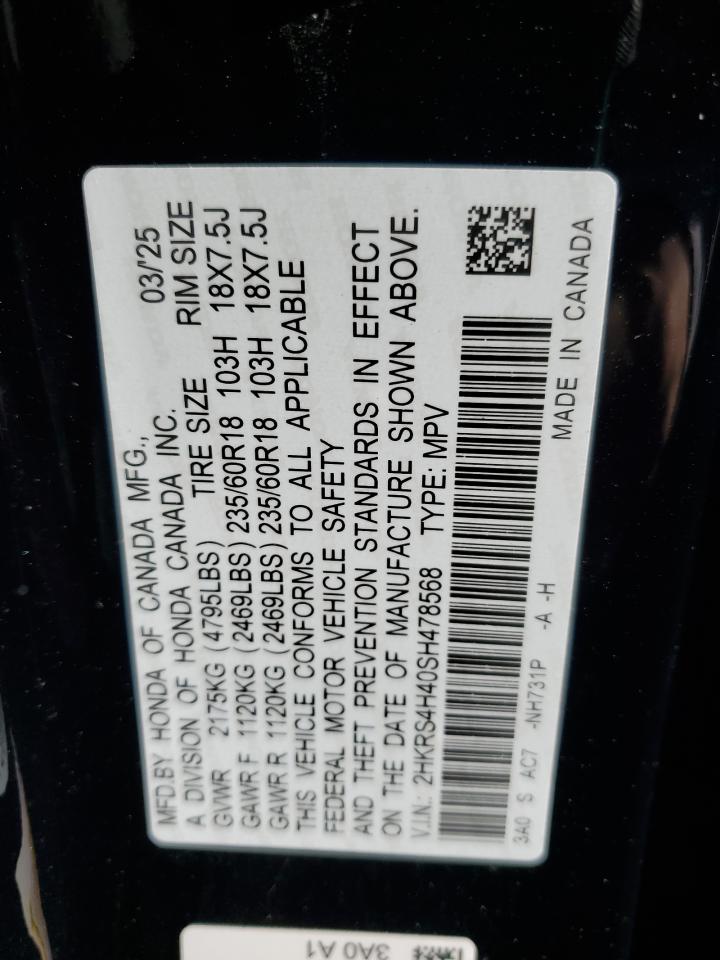 MFD.BY HONDA OF CANADA MFG., 03/'25
A DIVISION OF HONDA CANADA INC.
GVWR 2175KG (4795LBS) TIRE SIZE RIM SIZE
GAWR F 1120KG (2469LBS) 235/60R18 103H 18X7.5J
GAWR R 1120KG (2469LBS) 235/60R18 103H 18X7.5J
THIS VEHICLE CONFORMS TO ALL APPLICABLE
FEDERAL MOTOR VEHICLE SAFETY
AND THEFT PREVENTION STANDARDS IN EFFECT
ON THE DATE OF MANUFACTURE SHOWN ABOVE.
V.I.N.: 2HKRS4H40SH478568 TYPE: MPV
3A0 S AC7 -NH731P -A -H MADE IN CANADA
3A0 A1